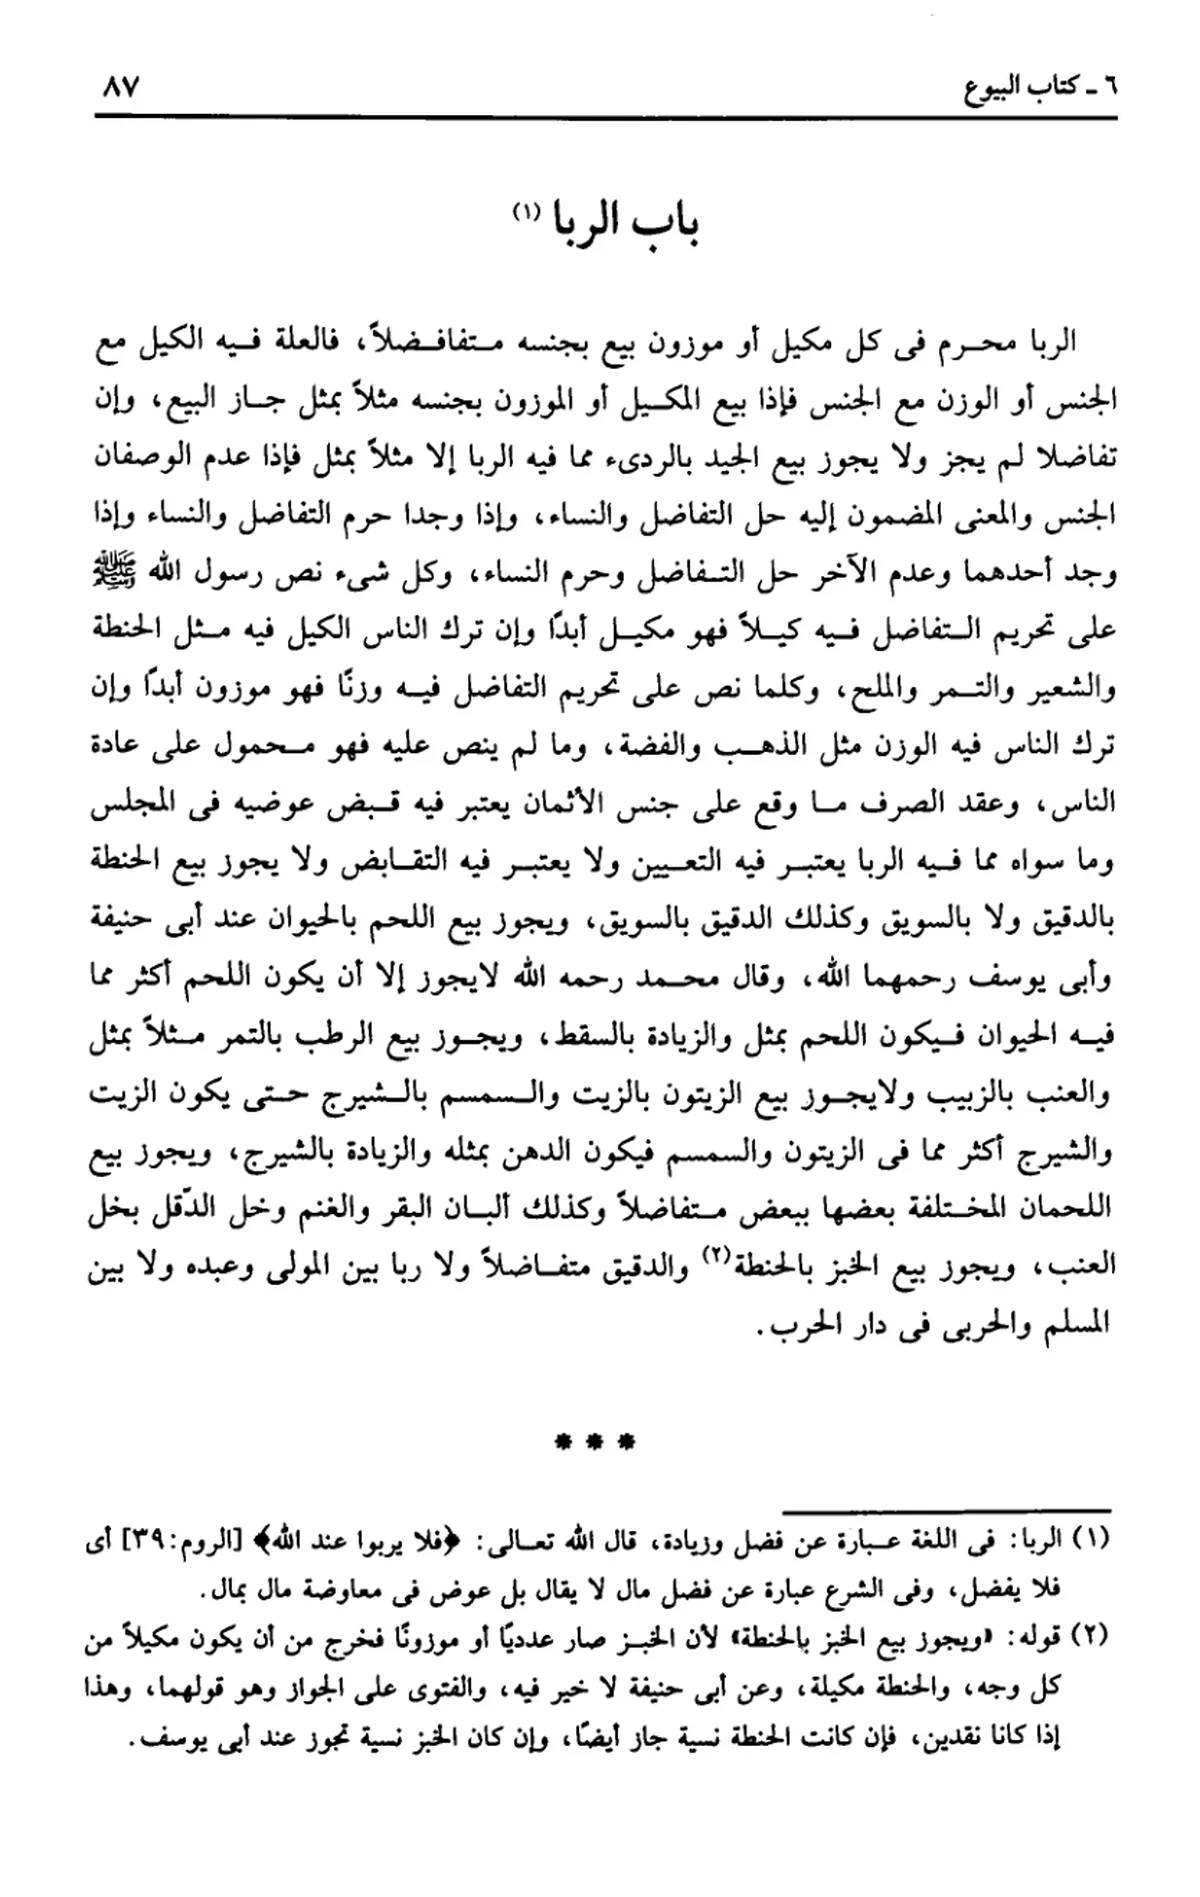 ٦ - كتاب البيوع ٨٧
باب الربا (١)
الربا محرم فى كل مكيل أو موزون بيع بجنسه متفافضلاً، فالعلة فيه الكيل مع
الجنس أو الوزن مع الجنس فإذا بيع المكيل أو الموزون بجنسه مثلاً بمثل جاز البيع، وإن
تفاضلا لم يجز ولا يجوز بيع الجيد بالردىء مما فيه الربا إلا مثلاً بمثل فإذا عدم الوصفان
الجنس والمعنى المضمون إليه حل التفاضل والنساء، وإذا وجدا حرم التفاضل والنساء وإذا
وجد أحدهما وعدم الآخر حل التفاضل وحرم النساء، وكل شىء نص رسول الله ﷺ
على تحريم التفاضل فيه كيلاً فهو مكيل أبدًا وإن ترك الناس الكيل فيه مثل الحنطة
والشعير والتمر والملح، وكلما نص على تحريم التفاضل فيه وزنًا فهو موزون أبدًا وإن
ترك الناس فيه الوزن مثل الذهب والفضة، وما لم ينص عليه فهو محمول على عادة
الناس، وعقد الصرف ما وقع على جنس الأثمان يعتبر فيه قبض عوضيه فى المجلس
وما سواه مما فيه الربا يعتبر فيه التعيين ولا يعتبر فيه التقابض ولا يجوز بيع الحنطة
بالدقيق ولا بالسويق وكذلك الدقيق بالسويق، ويجوز بيع اللحم بالحيوان عند أبى حنيفة
وأبى يوسف رحمهما الله، وقال محمد رحمه الله لايجوز إلا أن يكون اللحم أكثر مما
فيه الحيوان فيكون اللحم بمثل والزيادة بالسقط، ويجوز بيع الرطب بالتمر مثلاً بمثل
والعنب بالزبيب ولايجوز بيع الزيتون بالزيت والسمسم بالشيرج حتى يكون الزيت
والشيرج أكثر مما فى الزيتون والسمسم فيكون الدهن بمثله والزيادة بالشيرج، ويجوز بيع
اللحمان المختلفة بعضها ببعض متفاضلاً وكذلك ألبان البقر والغنم وخل الدّقل بخل
العنب، ويجوز بيع الخبز بالحنطة(٢) والدقيق متفاضلاً ولا ربا بين المولى وعبده ولا بين
المسلم والحربى فى دار الحرب.
* * *
(١) الربا: فى اللغة عبارة عن فضل وزيادة، قال الله تعالى: ﴿فلا يربوا عند الله﴾ [الروم:٣٩] أى
فلا يفضل، وفى الشرع عبارة عن فضل مال لا يقال بل عوض فى معاوضة مال بمال.
(٢) قوله: «ويجوز بيع الخبز بالحنطة» لأن الخبز صار عدديًا أو موزونًا فخرج من أن يكون مكيلاً من
كل وجه، والحنطة مكيلة، وعن أبى حنيفة لا خير فيه، والفتوى على الجواز وهو قولهما، وهذا
إذا كانا نقدين، فإن كانت الحنطة نسية جاز أيضًا، وإن كان الخبز نسية تجوز عند أبى يوسف.